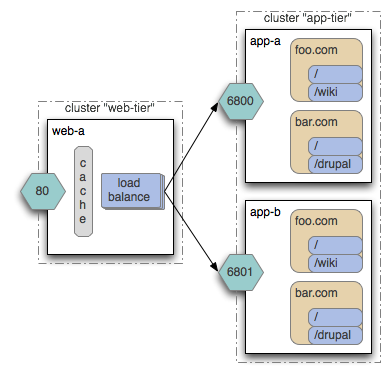 cluster "app-tier"
app-a
foo.com
/
/wiki
6800
bar.com
/
/drupal
cluster "web-tier"
web-a
80
cache
load
balance
app-b
foo.com
/
/wiki
6801
bar.com
/
/drupal